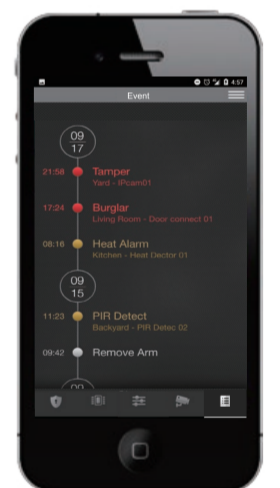 4:57
Event
09
17
21:58 Tamper
Yard - IPcam01
17:24 Burglar
Living Room - Door connect 01
08:16 Heat Alarm
Kitchen - Heat Dector 01
09
15
11:23 PIR Detect
Backyard - PIR Detec 02
09:42 Remove Arm
09